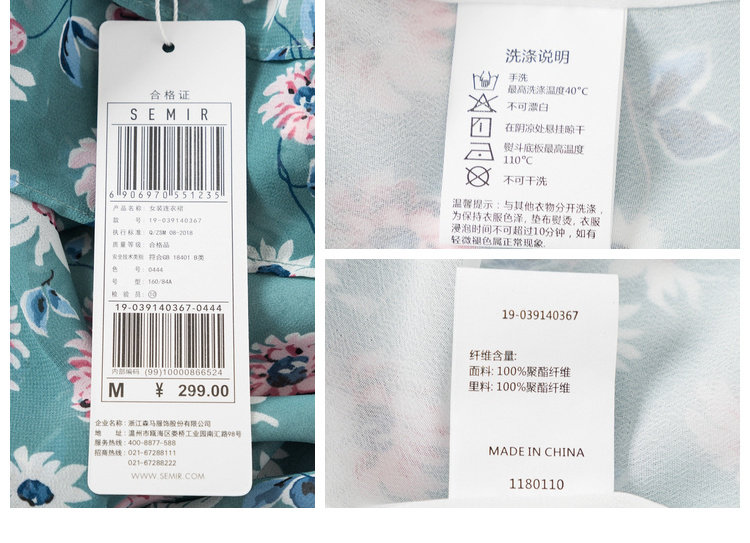 合格证
SEMIR
6 906970 551235
产品名称: 女装连衣裙
款 号: 19-039140367
执行标准: Q/ZSM 08-2018
质量等级: 合格品
安全技术类别: 符合GB 18401 B类
色 号: 0444
号 型: 160/84A
检 验 员:
19-039140367-0444
内部编码 (99)10000866524
M ¥ 299.00
企业名称: 浙江森马服饰股份有限公司
地 址: 温州市瓯海区娄桥工业园南汇路98号
服务热线: 400-8877-588
招商热线: 021-67288111
021-67288222
WWW.SEMIR.COM
洗涤说明
手洗
最高洗涤温度40°C
不可漂白
在阴凉处悬挂晾干
熨斗底板最高温度
110°C
不可干洗
温馨提示: 与其他衣物分开洗涤,
为保持衣服色泽, 垫布熨烫, 衣服
浸泡时间不可超过10分钟, 如有
轻微褪色属正常现象.
19-039140367
纤维含量:
面料: 100%聚酯纤维
里料: 100%聚酯纤维
MADE IN CHINA
1180110